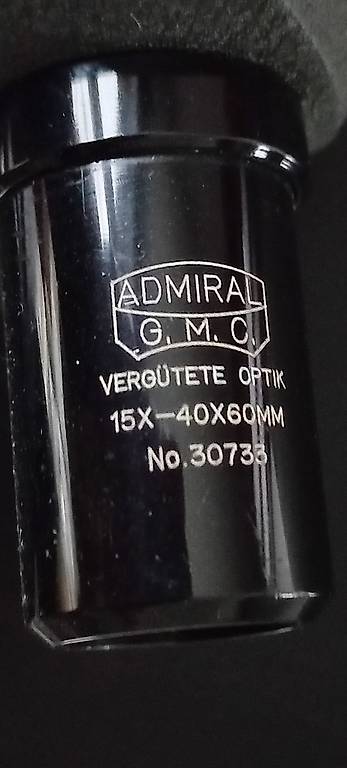 ADMIRAL
G. M. C.
VERGÜTETE OPTIK
15X-40X60MM
No.30733